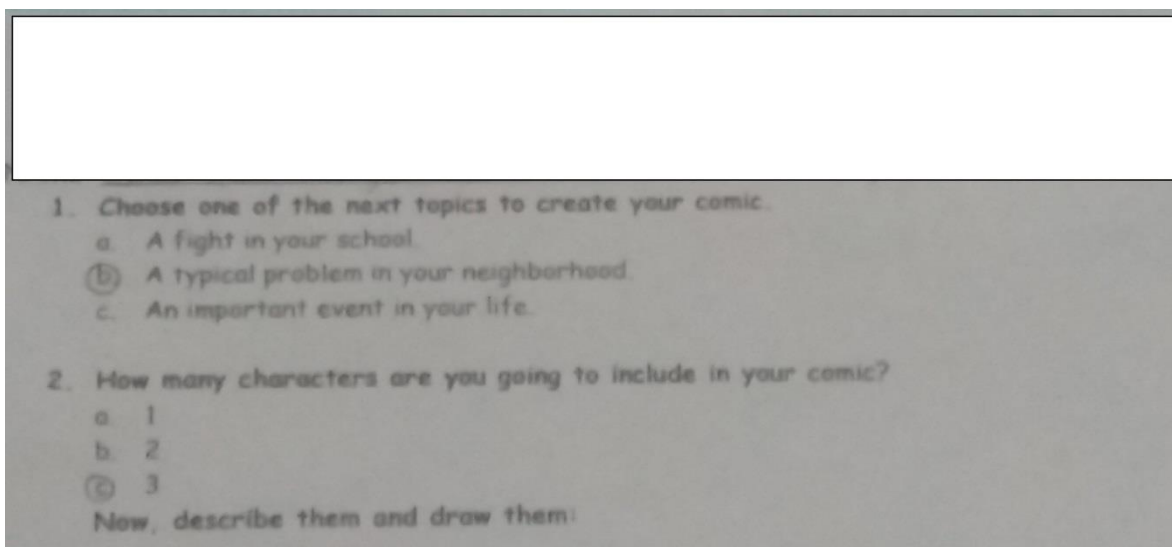 1. Choose one of the next topics to create your comic.
a. A fight in your school.
b) A typical problem in your neighborhood.
c. An important event in your life.
2. How many characters are you going to include in your comic?
a. 1
b. 2
c) 3
Now, describe them and draw them: